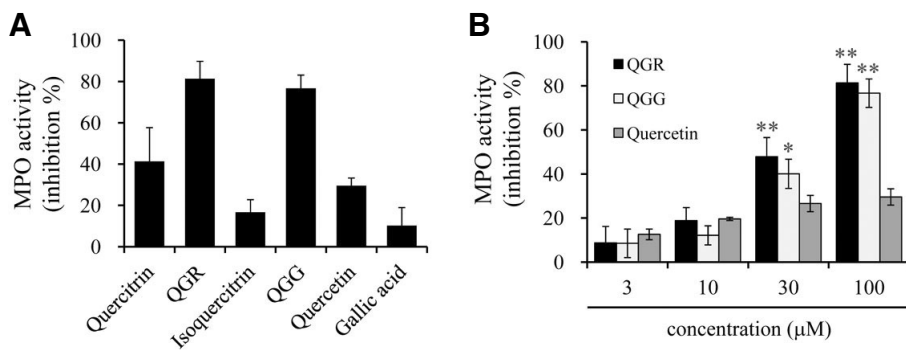 A
MPO activity
(inhibition %)
100
80
60
40
20
0
Quercitrin
QGR
Isoquercitrin
QGG
Quercetin
Gallic acid
B
MPO activity
(inhibition %)
100
80
60
40
20
0
QGR
QGG
Quercetin
** *
** **
3 10 30 100
concentration (μM)